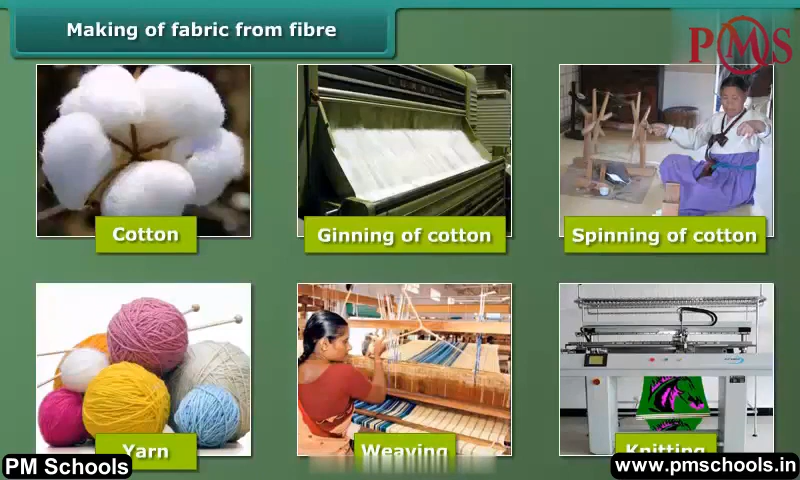 Making of fabric from fibre
PMS
Cotton
Ginning of cotton
Spinning of cotton
Yarn
Weaving
Knitting
PM Schools
www.pmschools.in